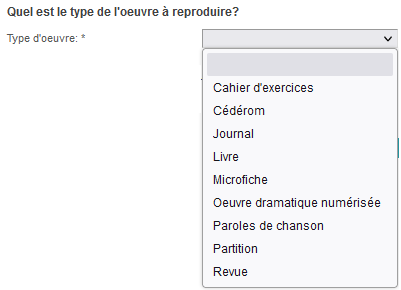 Quel est le type de l'oeuvre à reproduire?
Type d'oeuvre: *
Cahier d'exercices
Cédérom
Journal
Livre
Microfiche
Oeuvre dramatique numérisée
Paroles de chanson
Partition
Revue